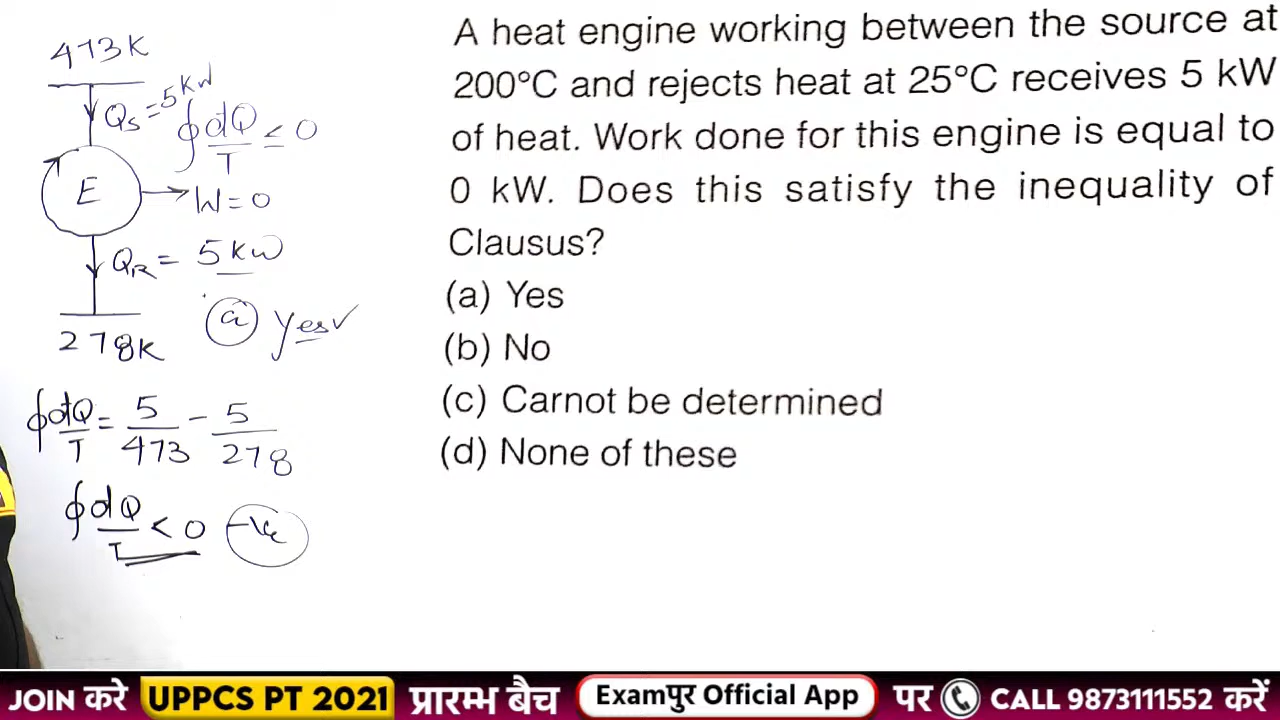 473K
Qs = 5kW
∮dQ/T ≤ 0
E
W = 0
QR = 5kW
278K
(a) Yes✓
∮dQ/T = 5/473 - 5/278
∮dQ/T < 0 -ve
A heat engine working between the source at
200°C and rejects heat at 25°C receives 5 kW
of heat. Work done for this engine is equal to
0 kW. Does this satisfy the inequality of
Clausus?
(a) Yes
(b) No
(c) Carnot be determined
(d) None of these
JOIN करे UPPCS PT 2021 प्रारम्भ बैच Examपुर Official App पर CALL 9873111552 करें